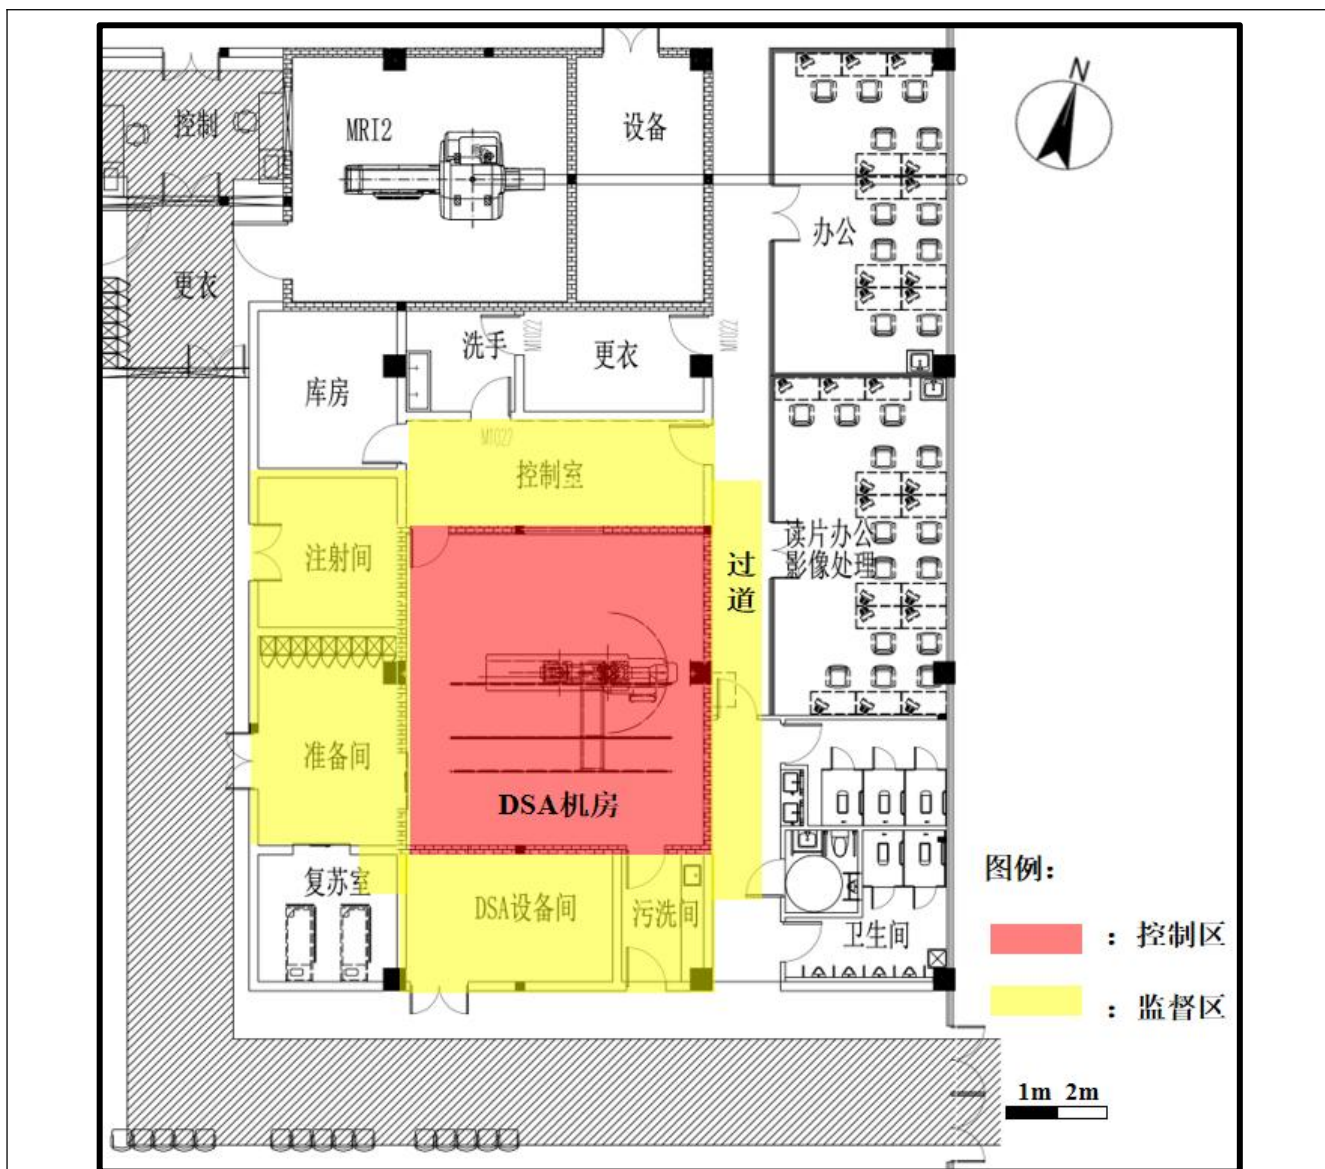 N
控制
MRI2
设备
办公
更衣
洗手
M1022
更衣
M1022
库房
M1022
控制室
注射间
过
道
读片办公
影像处理
准备间
DSA机房
复苏室
DSA设备间
污洗间
卫生间
图例：
：控制区
：监督区
1m 2m